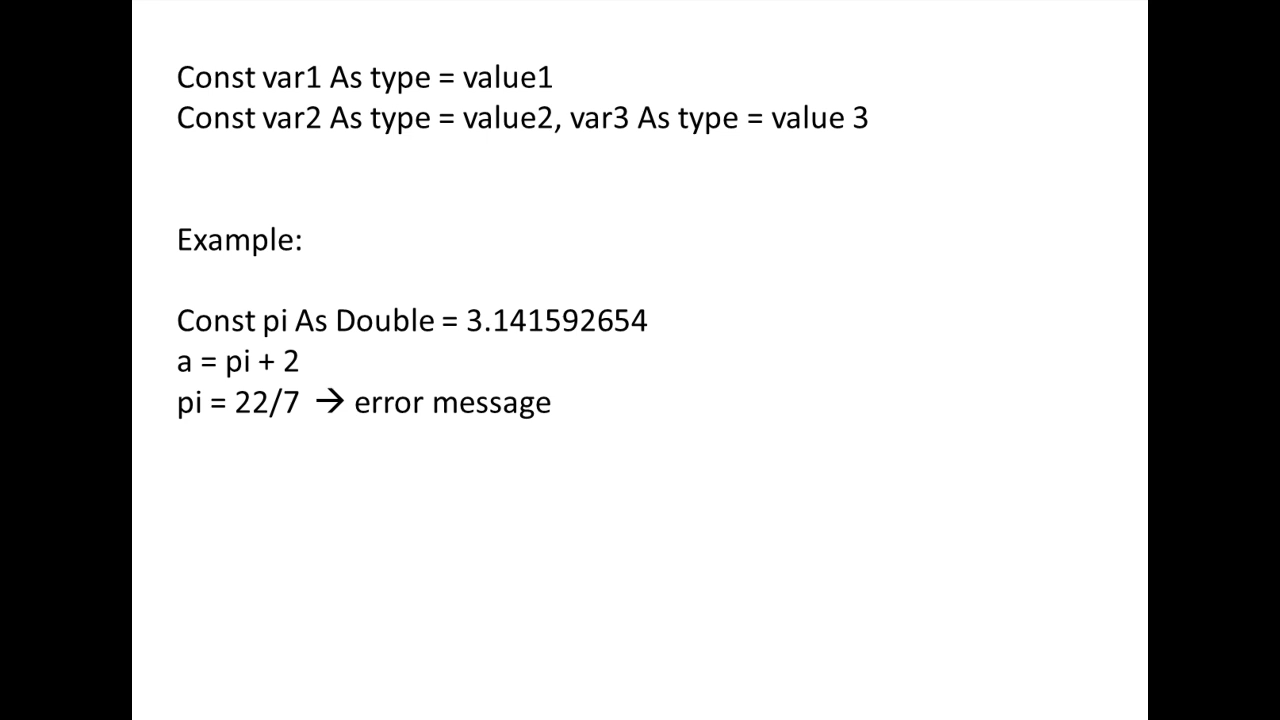 Const var1 As type = value1
Const var2 As type = value2, var3 As type = value 3
Example:
Const pi As Double = 3.141592654
a = pi + 2
pi = 22/7 → error message